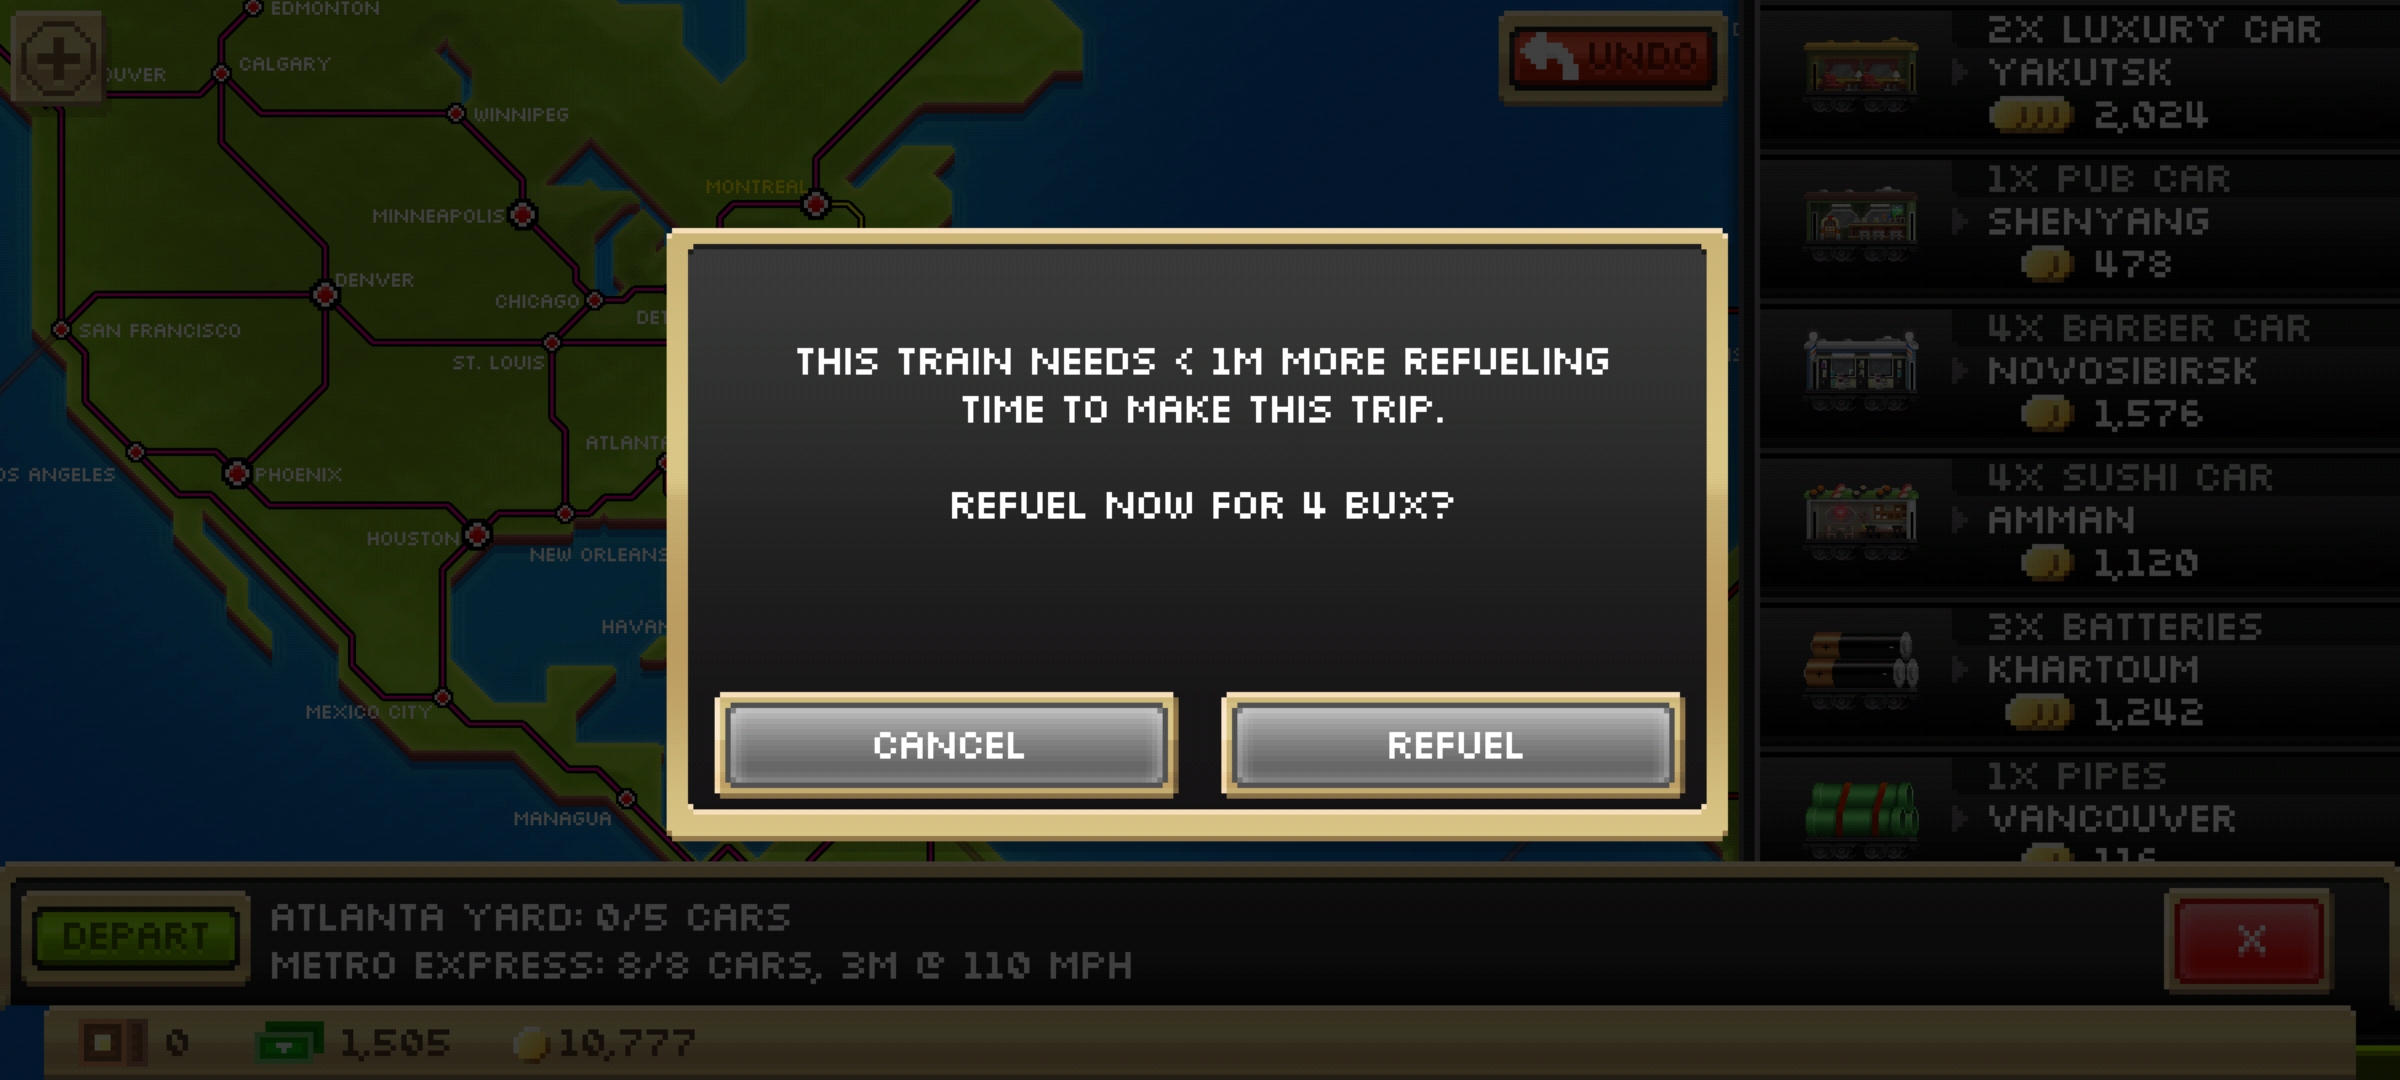 EDMONTON
CALGARY
WINNIPEG
MINNEAPOLIS
MONTREAL
DENVER
CHICAGO
SAN FRANCISCO
ST. LOUIS
PHOENIX
HOUSTON
NEW ORLEANS
MEXICO CITY
MANAGUA
UNDO
THIS TRAIN NEEDS < 1M MORE REFUELING
TIME TO MAKE THIS TRIP.
REFUEL NOW FOR 4 BUX?
CANCEL
REFUEL
2X LUXURY CAR
YAKUTSK
2,024
1X PUB CAR
SHENYANG
478
4X BARBER CAR
NOVOSIBIRSK
1,576
4X SUSHI CAR
AMMAN
1,120
3X BATTERIES
KHARTOUM
1,242
1X PIPES
VANCOUVER
116
DEPART
ATLANTA YARD: 0/5 CARS
METRO EXPRESS: 8/8 CARS, 3M @ 110 MPH
X
0
1,505
10,777